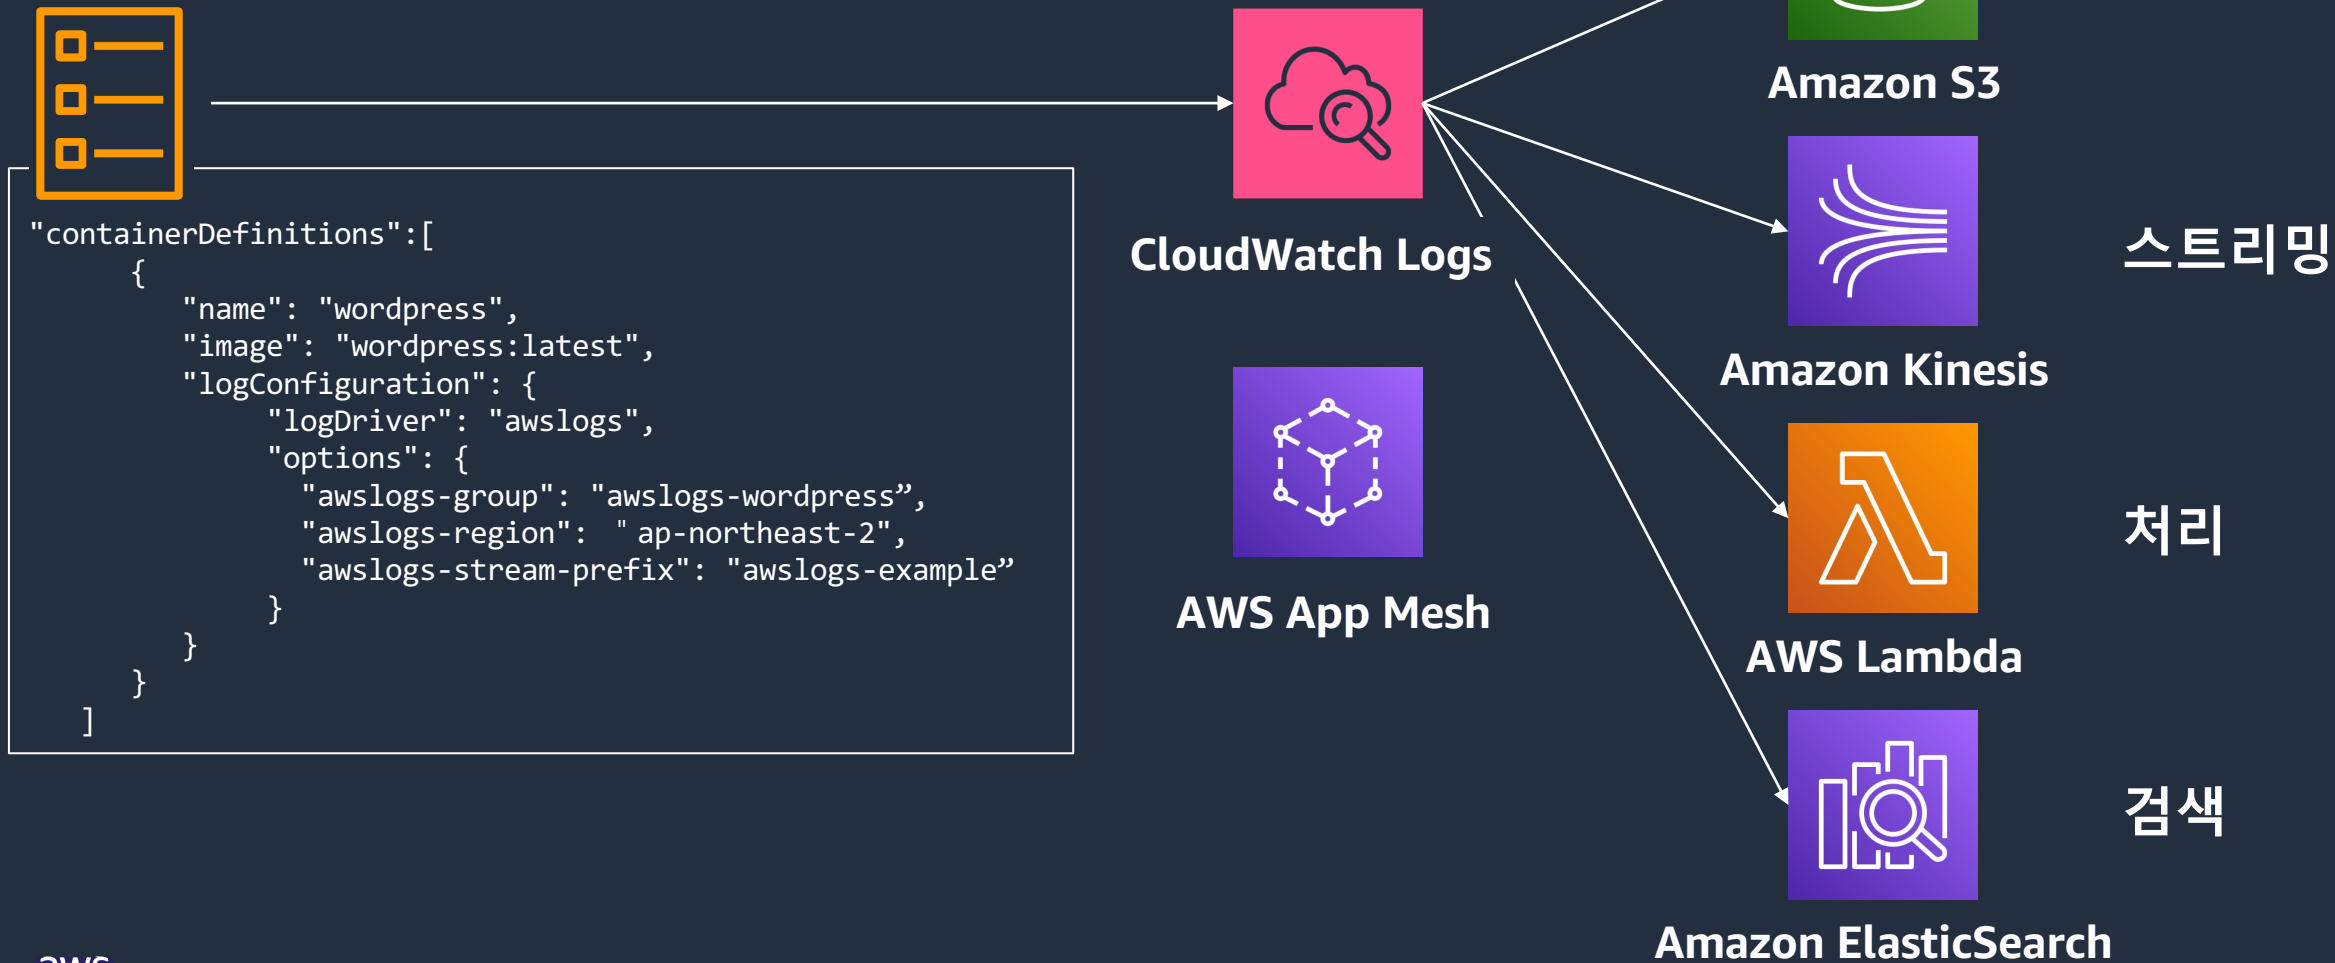 "containerDefinitions":[
{
"name": "wordpress",
"image": "wordpress:latest",
"logConfiguration": {
"logDriver": "awslogs",
"options": {
"awslogs-group": "awslogs-wordpress”,
"awslogs-region": "ap-northeast-2",
"awslogs-stream-prefix": "awslogs-example”
}
}
}
]
CloudWatch Logs
AWS App Mesh
Amazon S3
Amazon Kinesis
스트리밍
AWS Lambda
처리
Amazon ElasticSearch
검색
aws